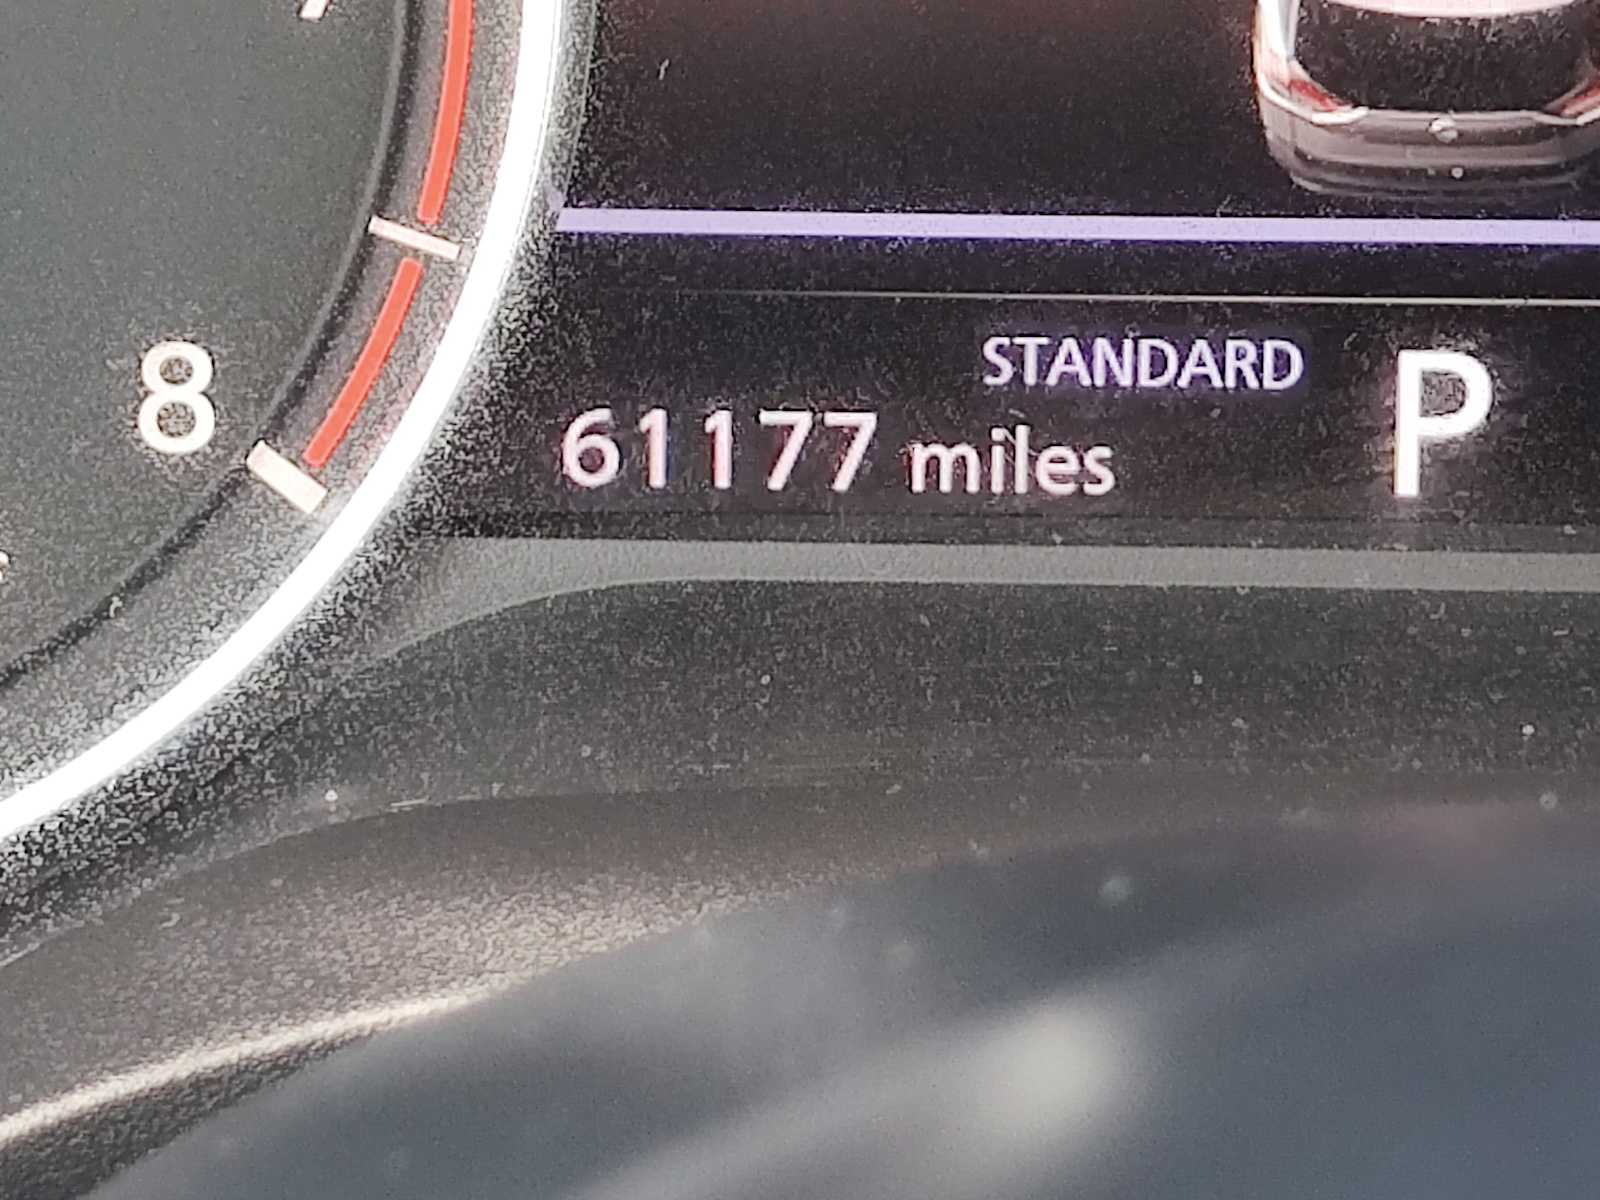 8
STANDARD
P
61177 miles